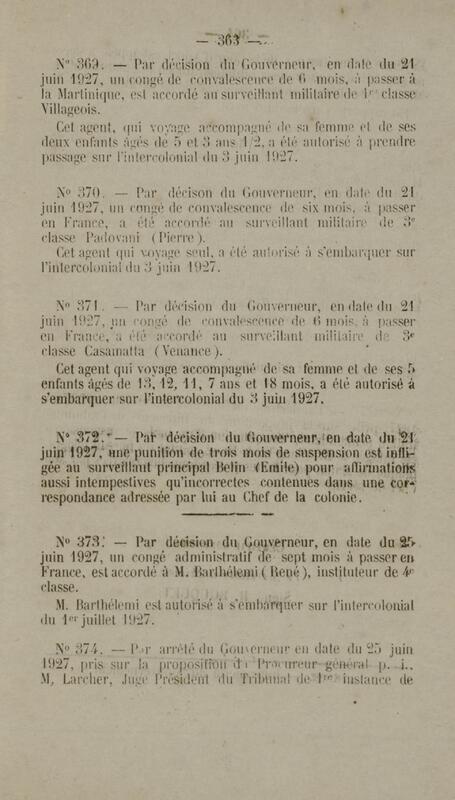 — 363 —
N° 369. — Par décision du Gouverneur, en date du 21
juin 1927, un congé de convalescence de 6 mois, à passer à
la Martinique, est accordé au surveillant militaire de 1re classe
Villageois.
Cet agent, qui voyage accompagné de sa femme et de ses
deux enfants âgés de 5 et 3 ans 1/2, a été autorisé à prendre
passage sur l'intercolonial du 3 juin 1927.
N° 370. — Par décison du Gouverneur, en date du 21
juin 1927, un congé de convalescence de six mois, à passer
en France, a été accordé au surveillant militaire de 3e
classe Padovani (Pierre).
Cet agent qui voyage seul, a été autorisé à s'embarquer sur
l'intercolonial du 3 juin 1927.
N° 371. — Par décision du Gouverneur, en date du 21
juin 1927, un congé de convalescence de 6 mois, à passer
en France, a été accordé au surveillant militaire de 3e
classe Casamatta (Venance).
Cet agent qui voyage accompagné de sa femme et de ses 5
enfants âgés de 13, 12, 11, 7 ans et 18 mois, a été autorisé à
s'embarquer sur l'intercolonial du 3 juin 1927.
N° 372. — Par décision du Gouverneur, en date du 21
juin 1927, une punition de trois mois de suspension est infli-
gée au surveillant principal Belin (Emile) pour affirmations
aussi intempestives qu'incorrectes contenues dans une cor-
respondance adressée par lui au Chef de la colonie.
N° 373. — Par décision du Gouverneur, en date du 25
juin 1927, un congé administratif de sept mois à passer en
France, est accordé à M. Barthélemi (René), instituteur de 4e
classe.
M. Barthélemi est autorisé à s'embarquer sur l'intercolonial
du 1er juillet 1927.
N° 374. — Par arrêté du Gouverneur en date du 25 juin
1927, pris sur la proposition du Procureur général p. i.,
M. Larcher, Juge Président du Tribunal de 1re instance de